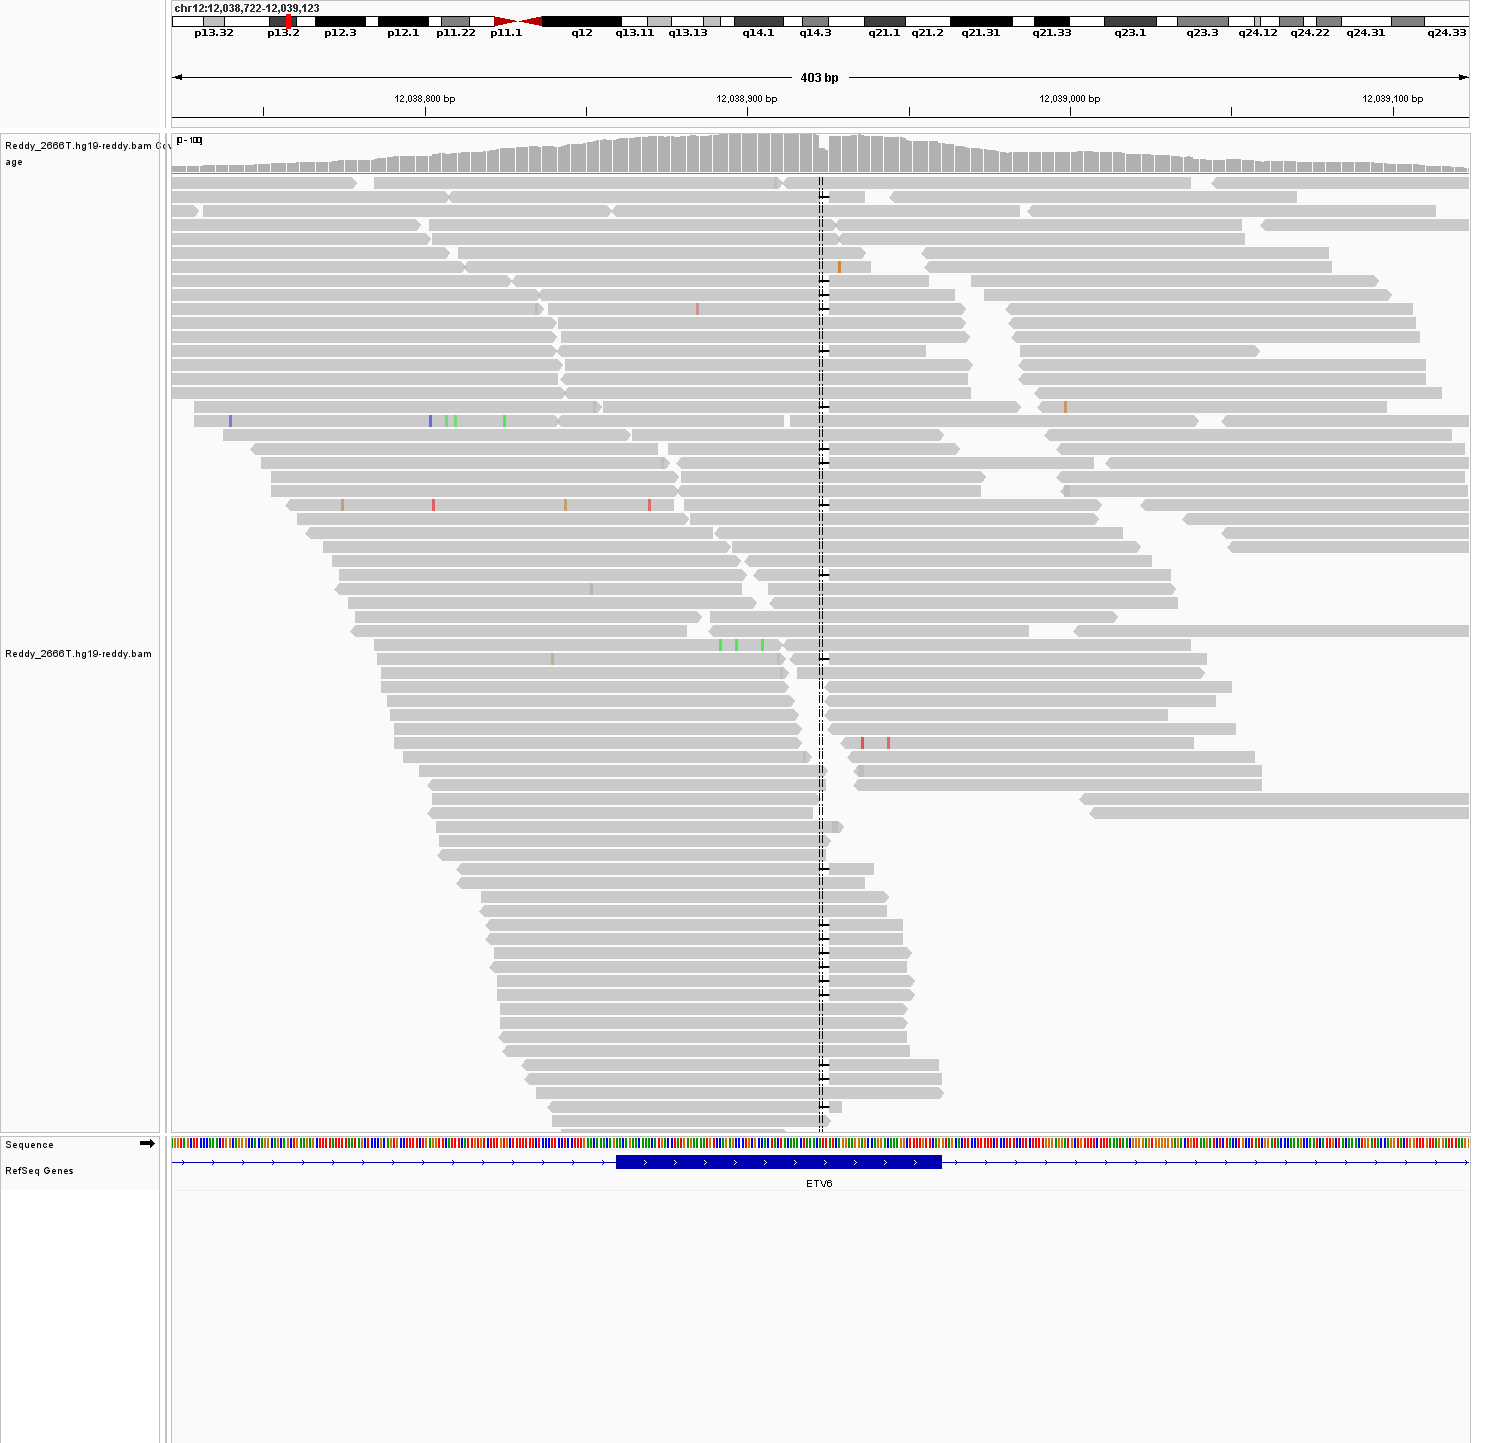 chr12:12,038,722-12,039,123
p13.32 p13.2 p12.3 p12.1 p11.22 p11.1 q12 q13.11 q13.13 q14.1 q14.3 q21.1 q21.2 q21.31 q21.33 q23.1 q23.3 q24.12 q24.22 q24.31 q24.33
403 bp
12,038,800 bp 12,038,900 bp 12,039,000 bp 12,039,100 bp
Reddy_2666T.hg19-reddy.bam Cov
age
[0 - 100]
Reddy_2666T.hg19-reddy.bam
Sequence
RefSeq Genes
ETV6